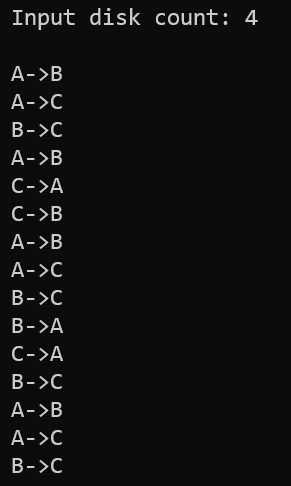 Input disk count: 4
A->B
A->C
B->C
A->B
C->A
C->B
A->B
A->C
B->C
B->A
C->A
B->C
A->B
A->C
B->C